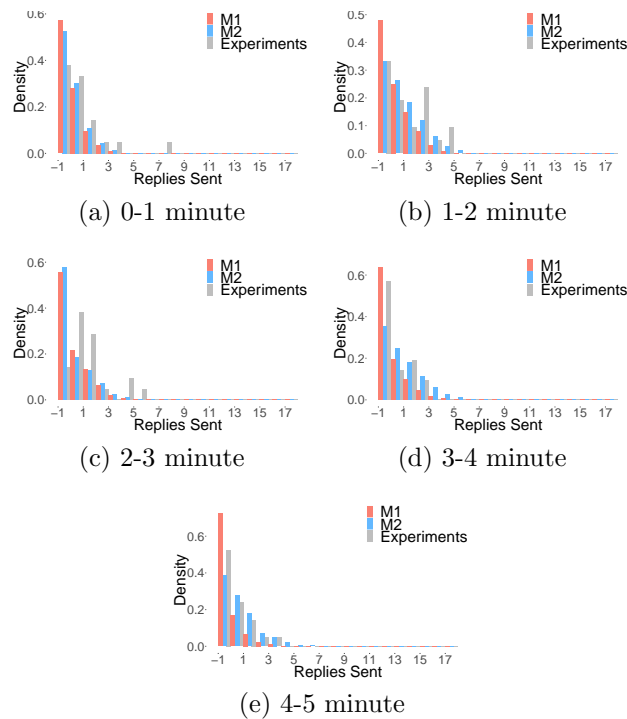 0.6
0.4
0.2
0.0
Density
M1
M2
Experiments
−1 1 3 5 7 9 11 13 15 17
Replies Sent
(a) 0-1 minute
0.5
0.4
0.3
0.2
0.1
0.0
Density
M1
M2
Experiments
−1 1 3 5 7 9 11 13 15 17
Replies Sent
(b) 1-2 minute
0.6
0.4
0.2
0.0
Density
M1
M2
Experiments
−1 1 3 5 7 9 11 13 15 17
Replies Sent
(c) 2-3 minute
0.6
0.4
0.2
0.0
Density
M1
M2
Experiments
−1 1 3 5 7 9 11 13 15 17
Replies Sent
(d) 3-4 minute
0.6
0.4
0.2
0.0
Density
M1
M2
Experiments
−1 1 3 5 7 9 11 13 15 17
Replies Sent
(e) 4-5 minute